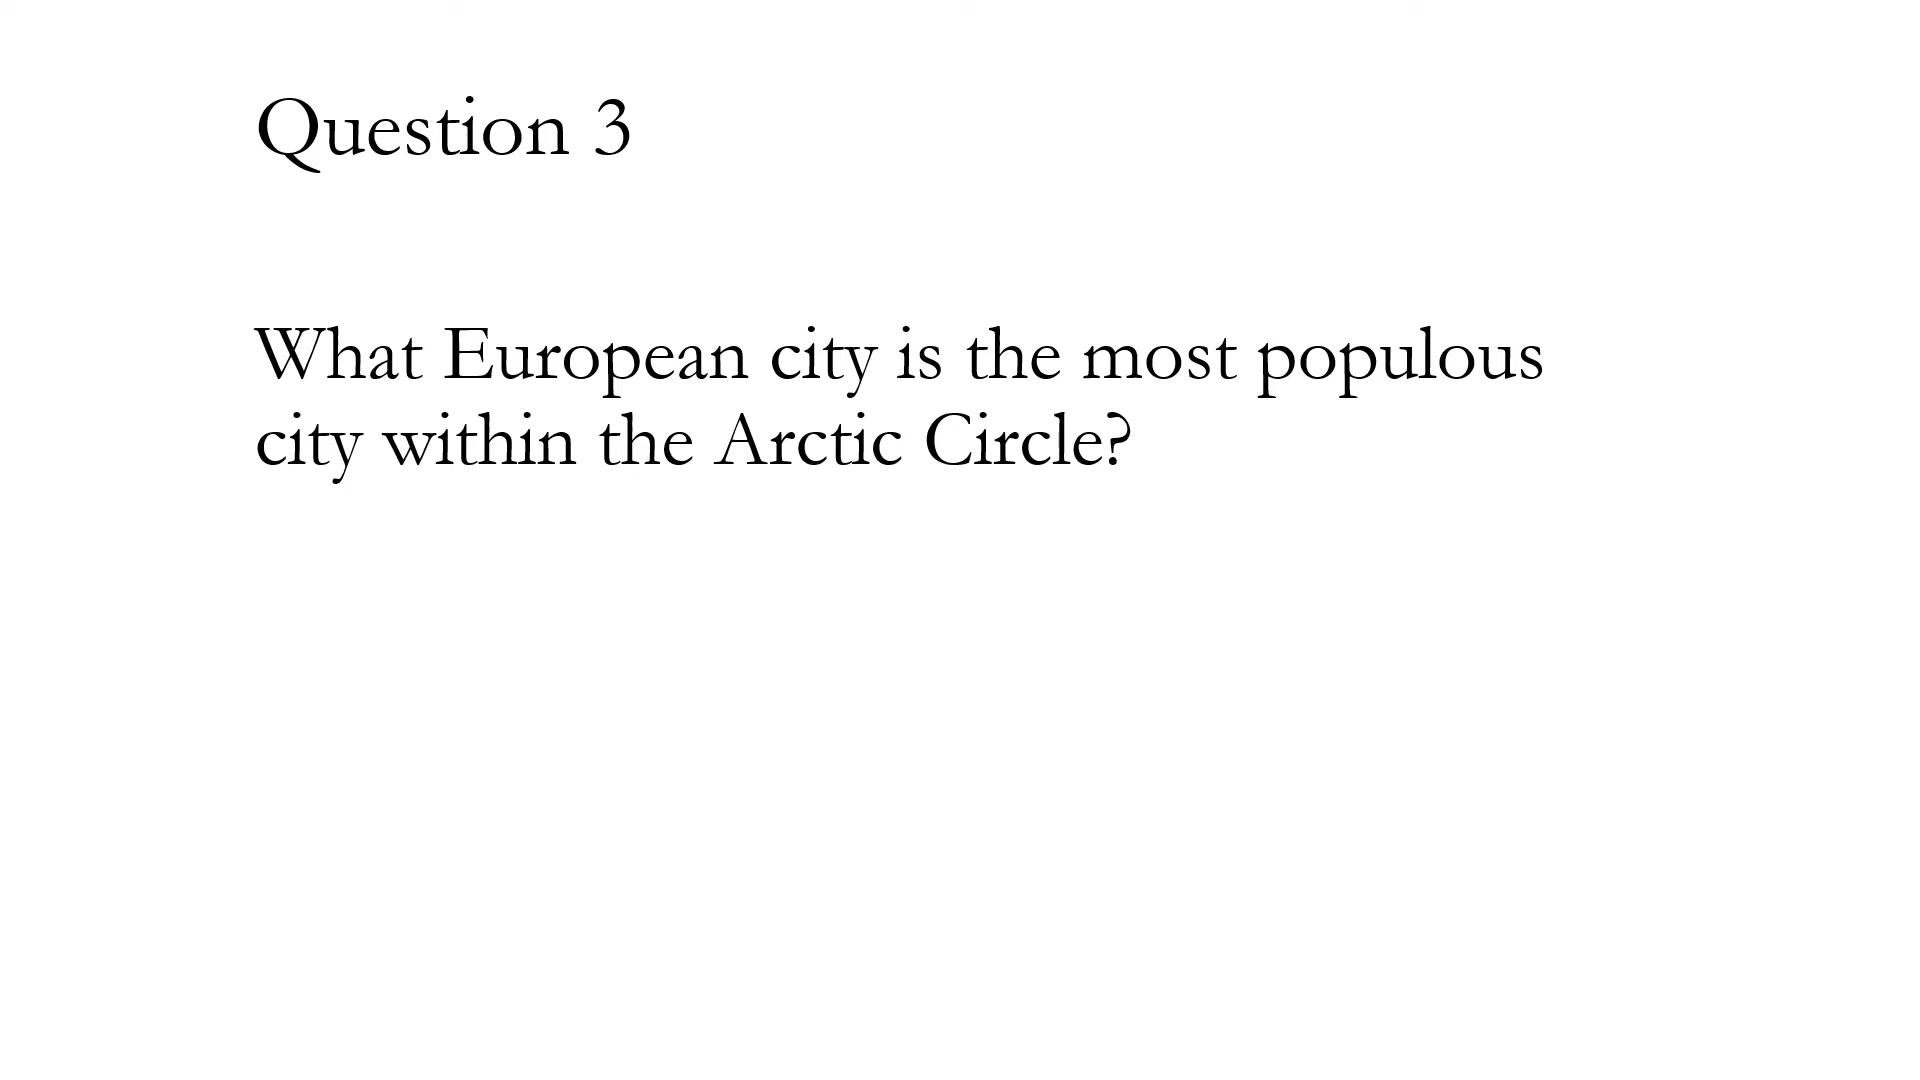 Question 3
What European city is the most populous
city within the Arctic Circle?